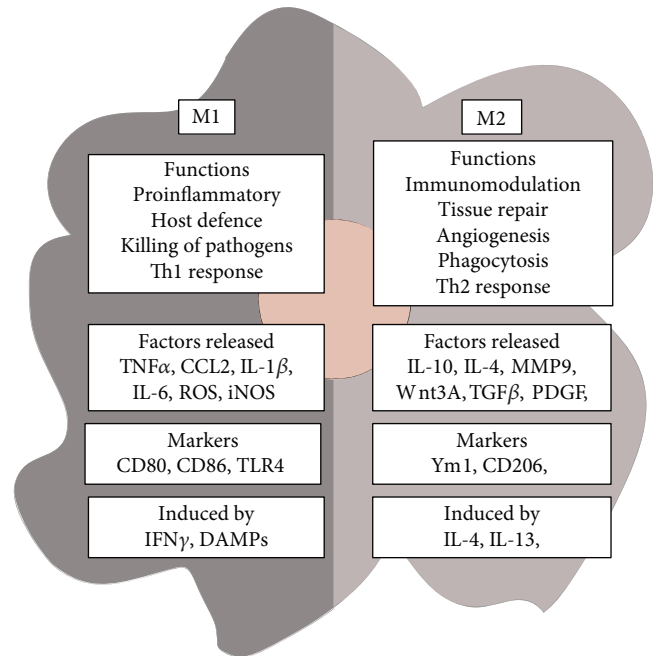 M1
Functions
Proinflammatory
Host defence
Killing of pathogens
Th1 response
Factors released
TNFα, CCL2, IL-1β,
IL-6, ROS, iNOS
Markers
CD80, CD86, TLR4
Induced by
IFNγ, DAMPs
M2
Functions
Immunomodulation
Tissue repair
Angiogenesis
Phagocytosis
Th2 response
Factors released
IL-10, IL-4, MMP9,
Wnt3A, TGFβ, PDGF,
Markers
Ym1, CD206,
Induced by
IL-4, IL-13,